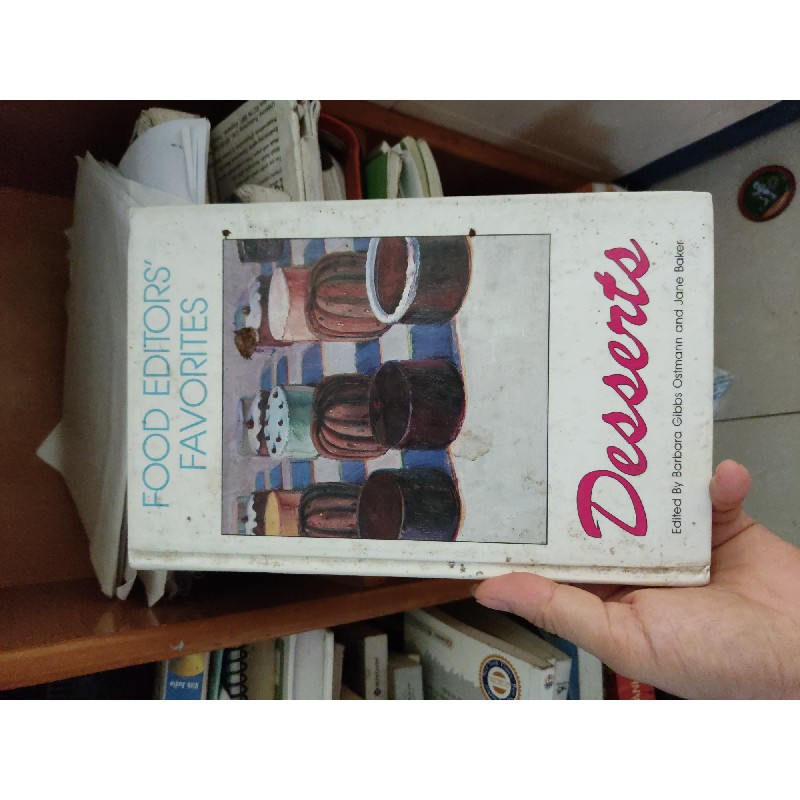 FOOD EDITORS'
FAVORITES
Desserts
Edited By Barbara Gibbs Ostmann and Jane Baker